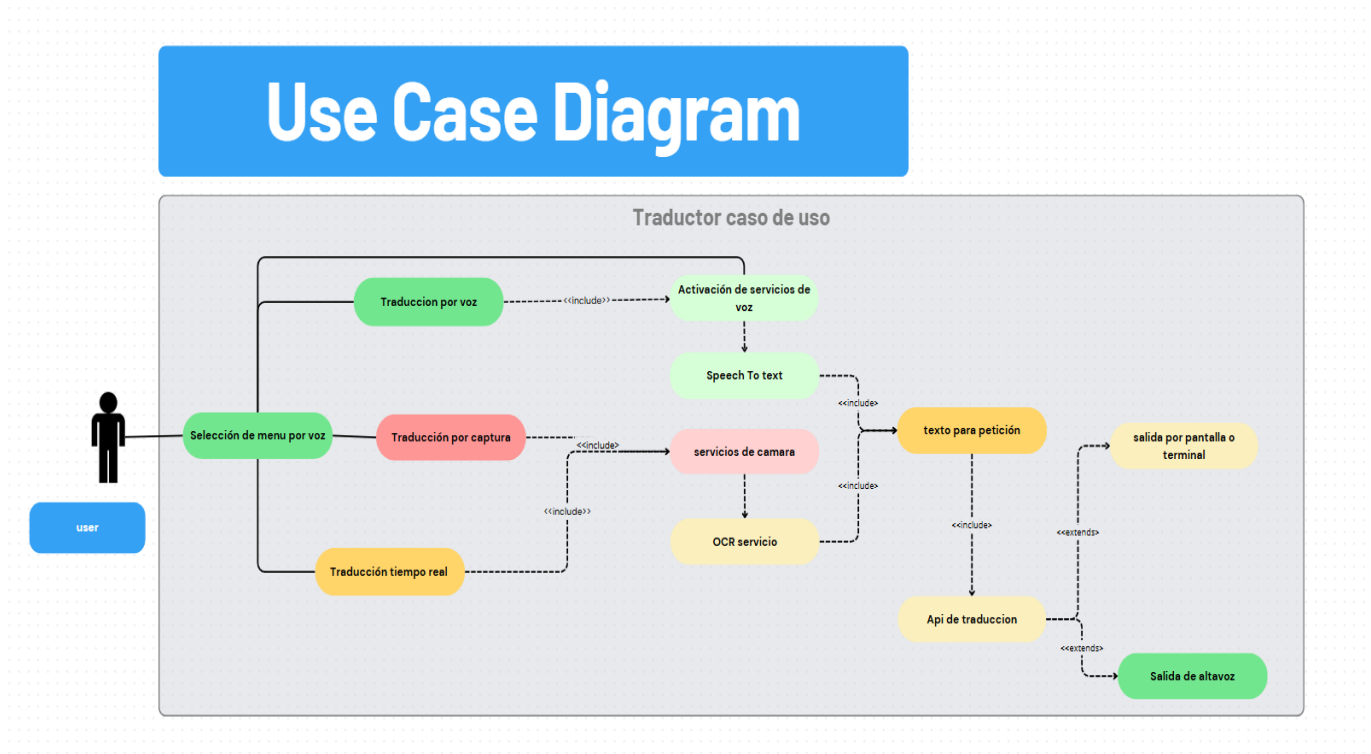 Use Case Diagram
Traductor caso de uso
Traduccion por voz
<<include>>
Activación de servicios de
voz
Speech To text
<<include>>
user
Selección de menu por voz
Traducción por captura
<<include>>
servicios de camara
texto para petición
salida por pantalla o
terminal
<<include>>
<<include>>
OCR servicio
<<include>>
<<extends>>
Traducción tiempo real
Api de traduccion
<<extends>>
Salida de altavoz